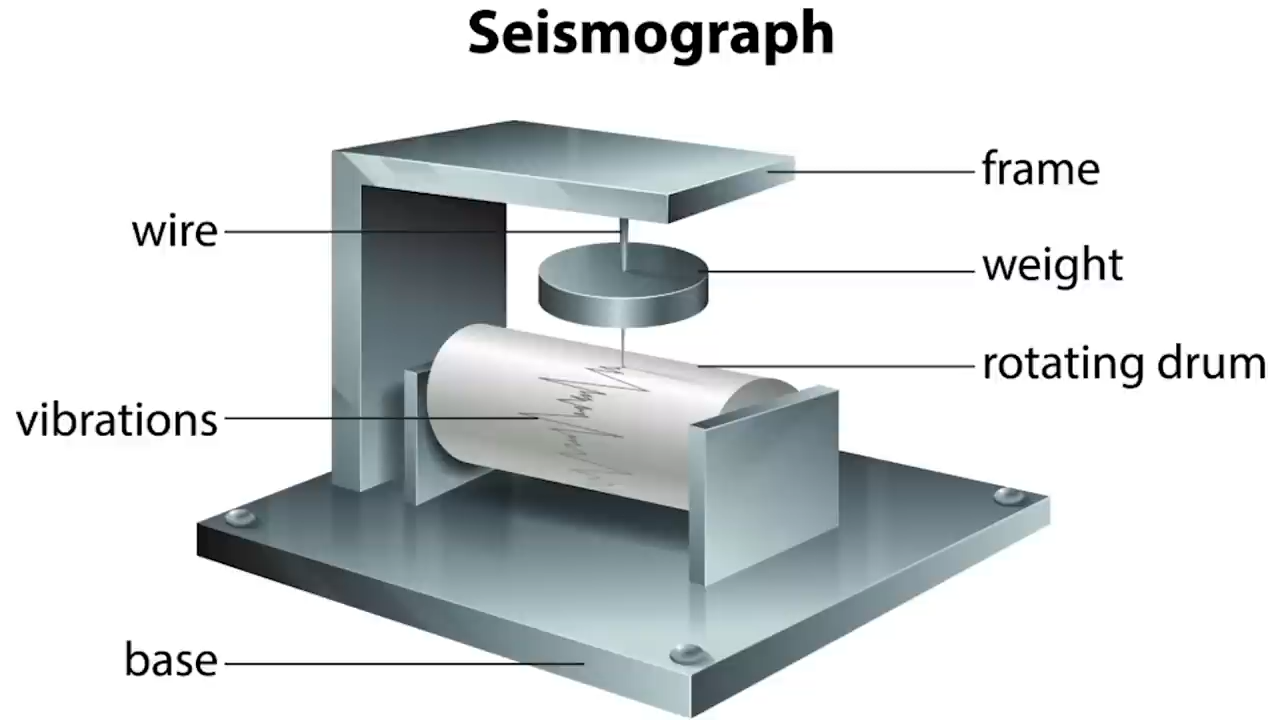 Seismograph
frame
wire
weight
rotating drum
vibrations
base